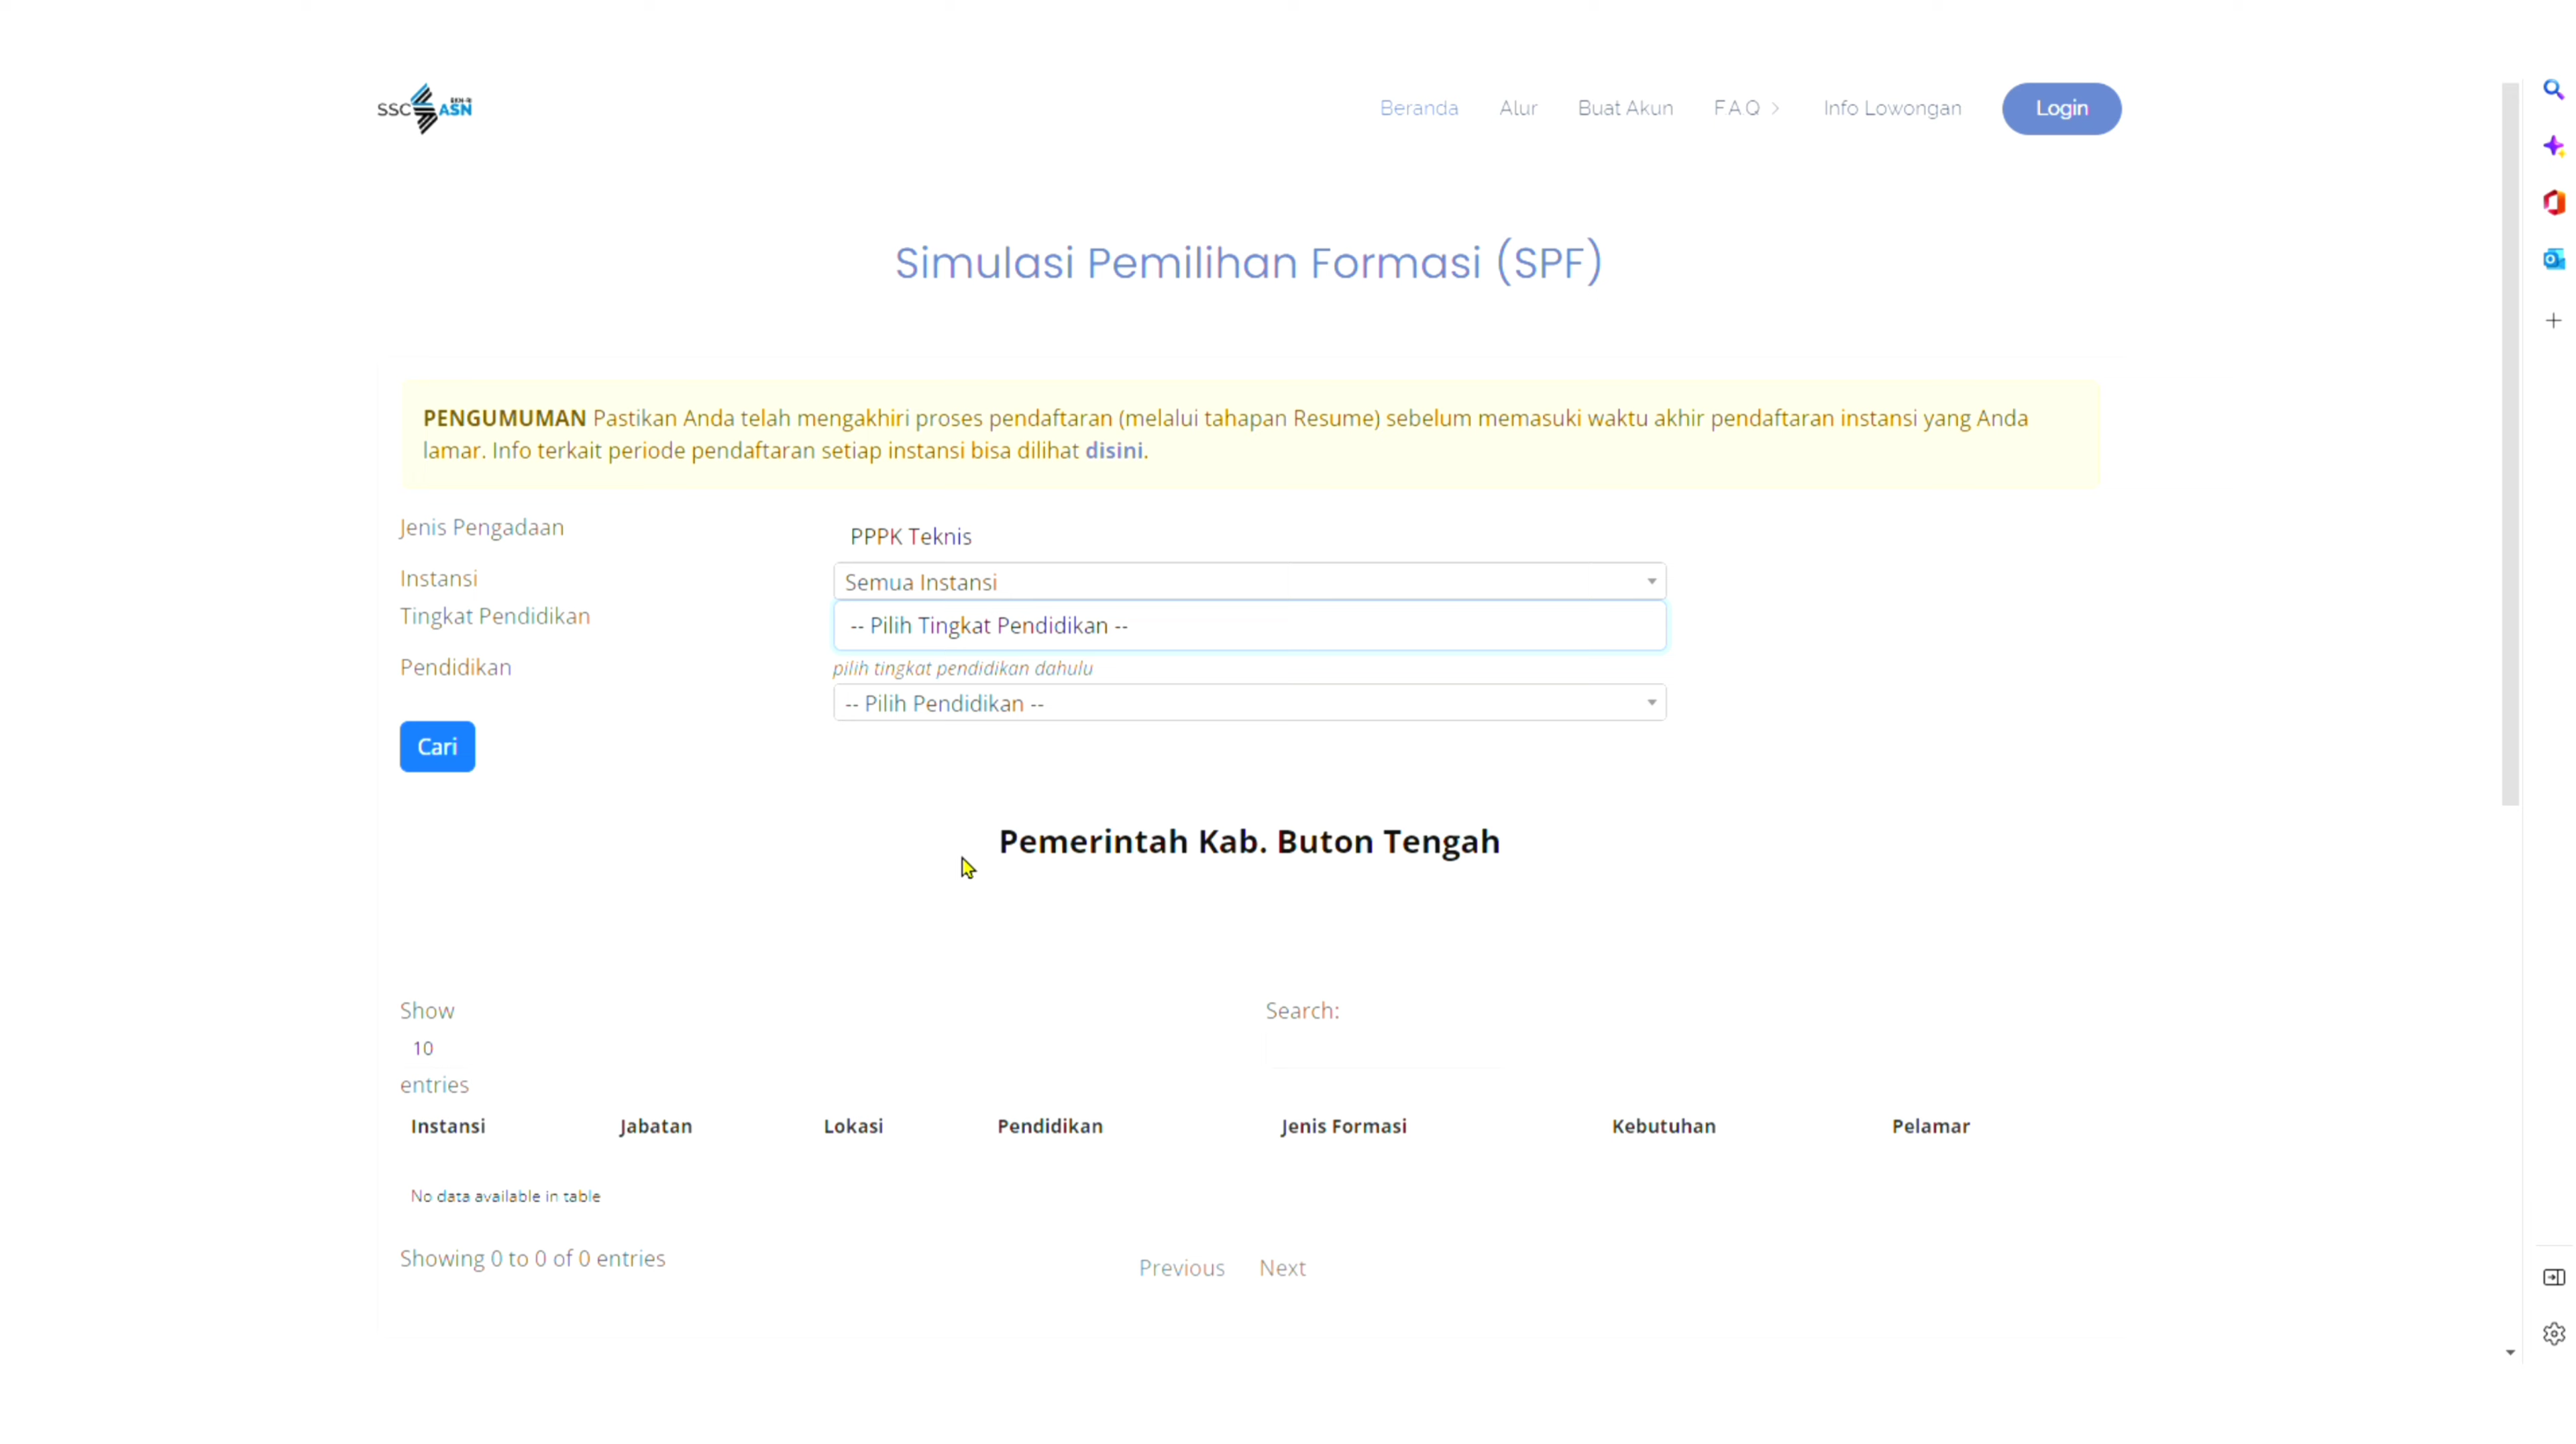 SSC ASN BKN-RI
Beranda Alur Buat Akun F.A.Q Info Lowongan Login
Simulasi Pemilihan Formasi (SPF)
PENGUMUMAN Pastikan Anda telah mengakhiri proses pendaftaran (melalui tahapan Resume) sebelum memasuki waktu akhir pendaftaran instansi yang Anda
lamar. Info terkait periode pendaftaran setiap instansi bisa dilihat disini.
Jenis Pengadaan PPPK Teknis
Instansi Semua Instansi
Tingkat Pendidikan -- Pilih Tingkat Pendidikan --
Pendidikan pilih tingkat pendidikan dahulu
-- Pilih Pendidikan --
Cari
Pemerintah Kab. Buton Tengah
Show Search:
10
entries
Instansi Jabatan Lokasi Pendidikan Jenis Formasi Kebutuhan Pelamar
No data available in table
Showing 0 to 0 of 0 entries Previous Next